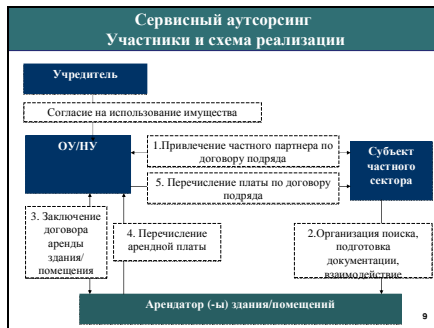 Сервисный аутсорсинг
Участники и схема реализации
Учредитель
Согласие на использование имущества
ОУ/НУ
1.Привлечение частного партнера по
договору подряда
Субъект
частного
сектора
5. Перечисление платы по договору
подряда
3. Заключение
договора
аренды
здания/
помещения
4. Перечисление
арендной платы
2.Организация поиска,
подготовка
документации,
взаимодействие
Арендатор (-ы) здания/помещений
9